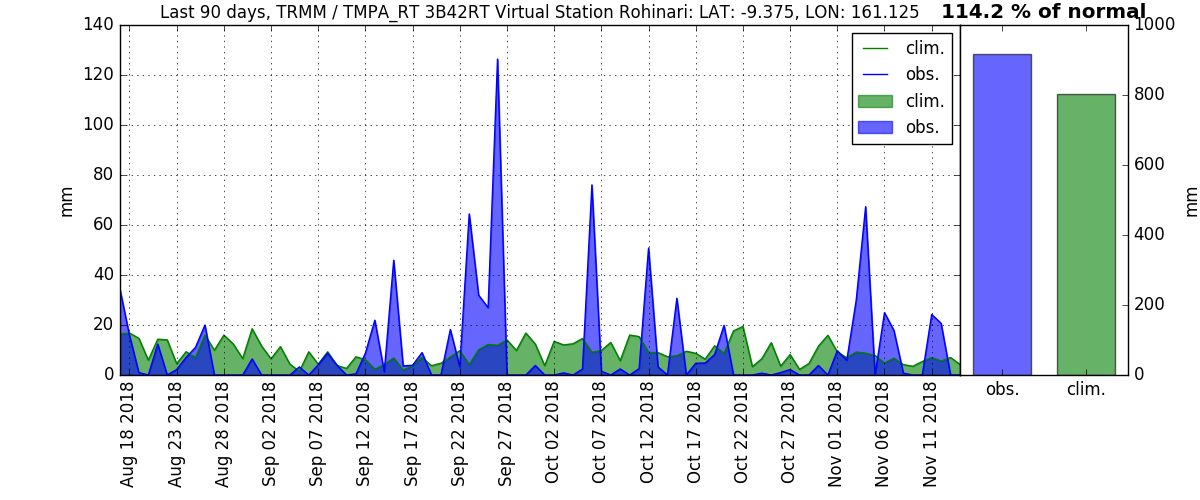 Last 90 days, TRMM / TMPA_RT 3B42RT Virtual Station Rohinari: LAT: -9.375, LON: 161.125
114.2 % of normal
140
120
100
80
60
40
20
0
mm
clim.
obs.
clim.
obs.
Aug 18 2018
Aug 23 2018
Aug 28 2018
Sep 02 2018
Sep 07 2018
Sep 12 2018
Sep 17 2018
Sep 22 2018
Sep 27 2018
Oct 02 2018
Oct 07 2018
Oct 12 2018
Oct 17 2018
Oct 22 2018
Oct 27 2018
Nov 01 2018
Nov 06 2018
Nov 11 2018
1000
800
600
400
200
0
mm
obs.
clim.